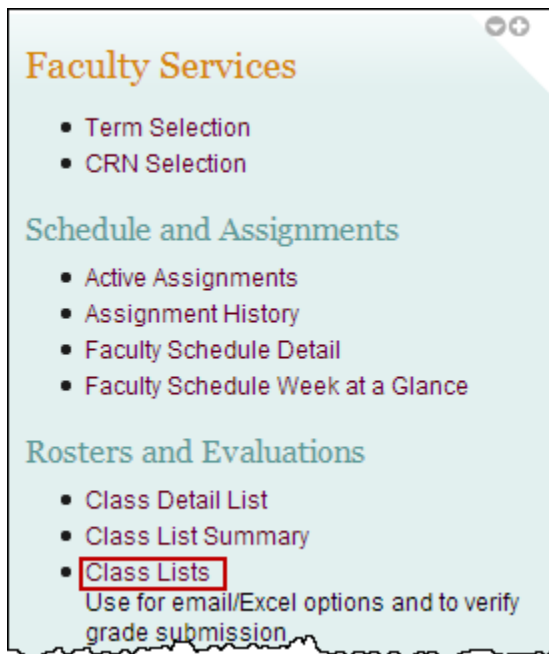 Faculty Services
Term Selection
CRN Selection
Schedule and Assignments
Active Assignments
Assignment History
Faculty Schedule Detail
Faculty Schedule Week at a Glance
Rosters and Evaluations
Class Detail List
Class List Summary
Class Lists
Use for email/Excel options and to verify
grade submission